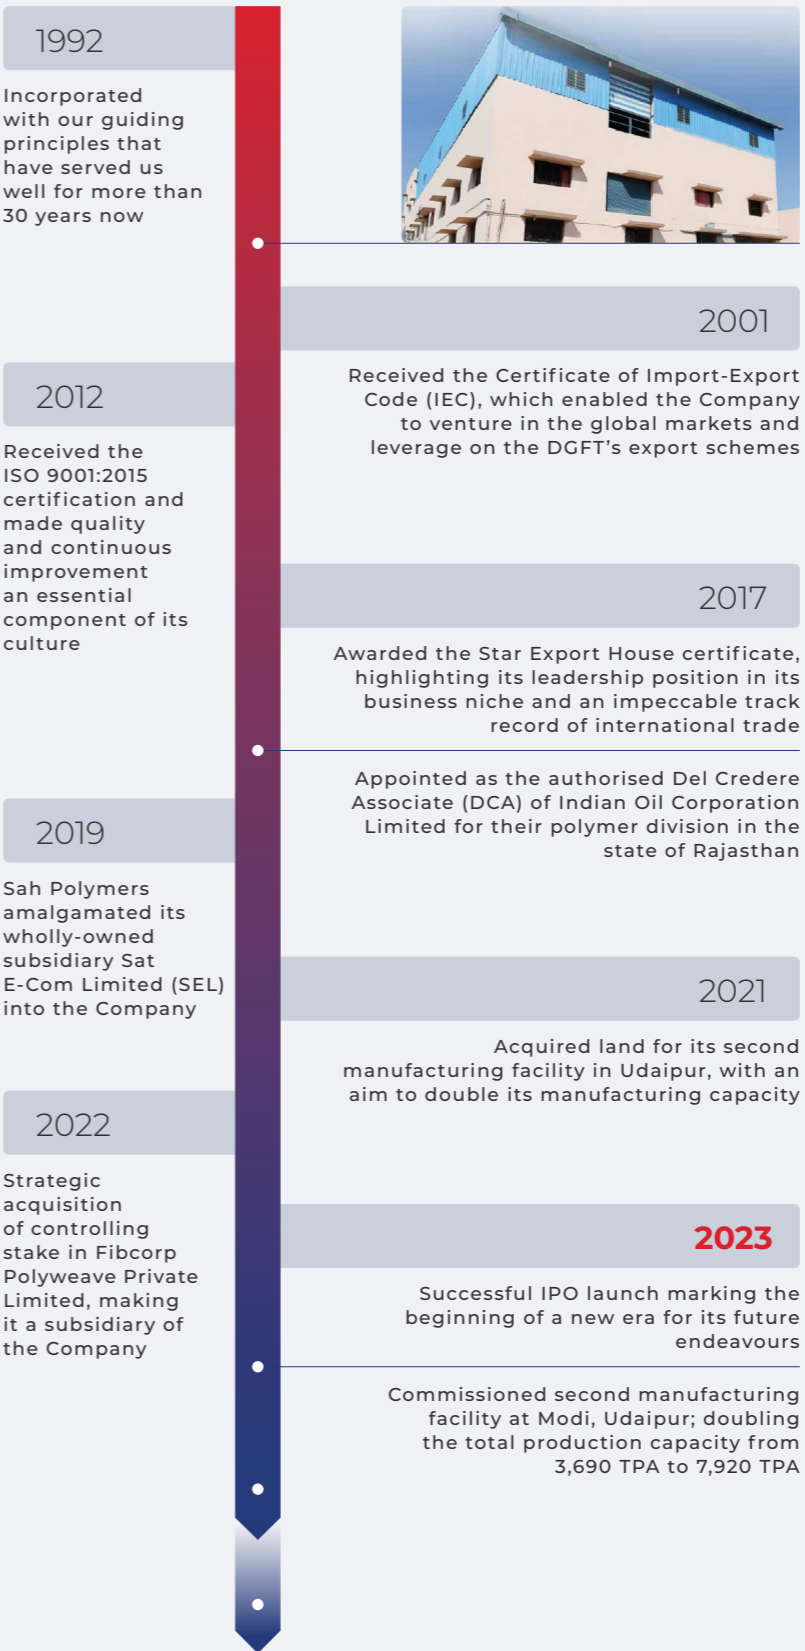 1992
Incorporated
with our guiding
principles that
have served us
well for more than
30 years now
2001
Received the Certificate of Import-Export
Code (IEC), which enabled the Company
to venture in the global markets and
leverage on the DGFT’s export schemes
2012
Received the
ISO 9001:2015
certification and
made quality
and continuous
improvement
an essential
component of its
culture
2017
Awarded the Star Export House certificate,
highlighting its leadership position in its
business niche and an impeccable track
record of international trade
Appointed as the authorised Del Credere
Associate (DCA) of Indian Oil Corporation
Limited for their polymer division in the
state of Rajasthan
2019
Sah Polymers
amalgamated its
wholly-owned
subsidiary Sat
E-Com Limited (SEL)
into the Company
2021
Acquired land for its second
manufacturing facility in Udaipur, with an
aim to double its manufacturing capacity
2022
Strategic
acquisition
of controlling
stake in Fibcorp
Polyweave Private
Limited, making
it a subsidiary of
the Company
2023
Successful IPO launch marking the
beginning of a new era for its future
endeavours
Commissioned second manufacturing
facility at Modi, Udaipur; doubling
the total production capacity from
3,690 TPA to 7,920 TPA